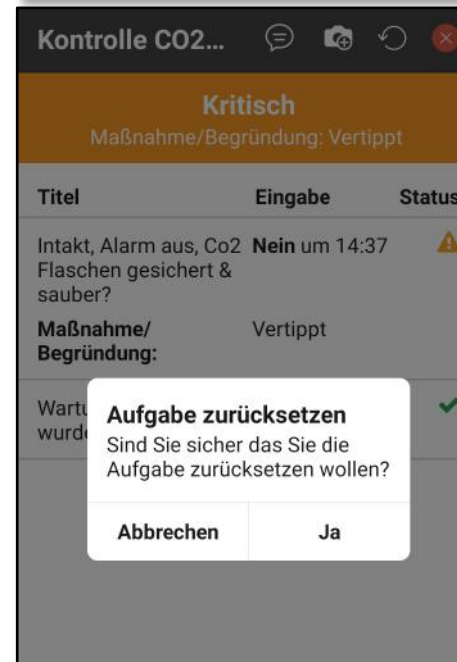 Kontrolle CO2...
Kritisch
Maßnahme/Begründung: Vertippt
Titel Eingabe Status
Intakt, Alarm aus, Co2 Nein um 14:37
Flaschen gesichert &
sauber?
Maßnahme/ Vertippt
Begründung:
Aufgabe zurücksetzen
Sind Sie sicher das Sie die
Aufgabe zurücksetzen wollen?
Abbrechen Ja